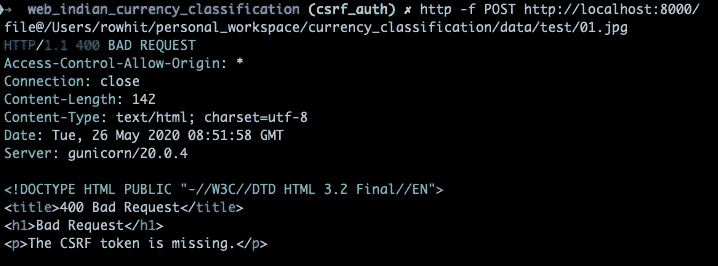 → web_indian_currency_classification (csrf_auth) ✗ http -f POST http://localhost:8000/
file@/Users/rowhit/personal_workspace/currency_classification/data/test/01.jpg
HTTP/1.1 400 BAD REQUEST
Access-Control-Allow-Origin: *
Connection: close
Content-Length: 142
Content-Type: text/html; charset=utf-8
Date: Tue, 26 May 2020 08:51:58 GMT
Server: gunicorn/20.0.4

<!DOCTYPE HTML PUBLIC "-//W3C//DTD HTML 3.2 Final//EN">
<title>400 Bad Request</title>
<h1>Bad Request</h1>
<p>The CSRF token is missing.</p>